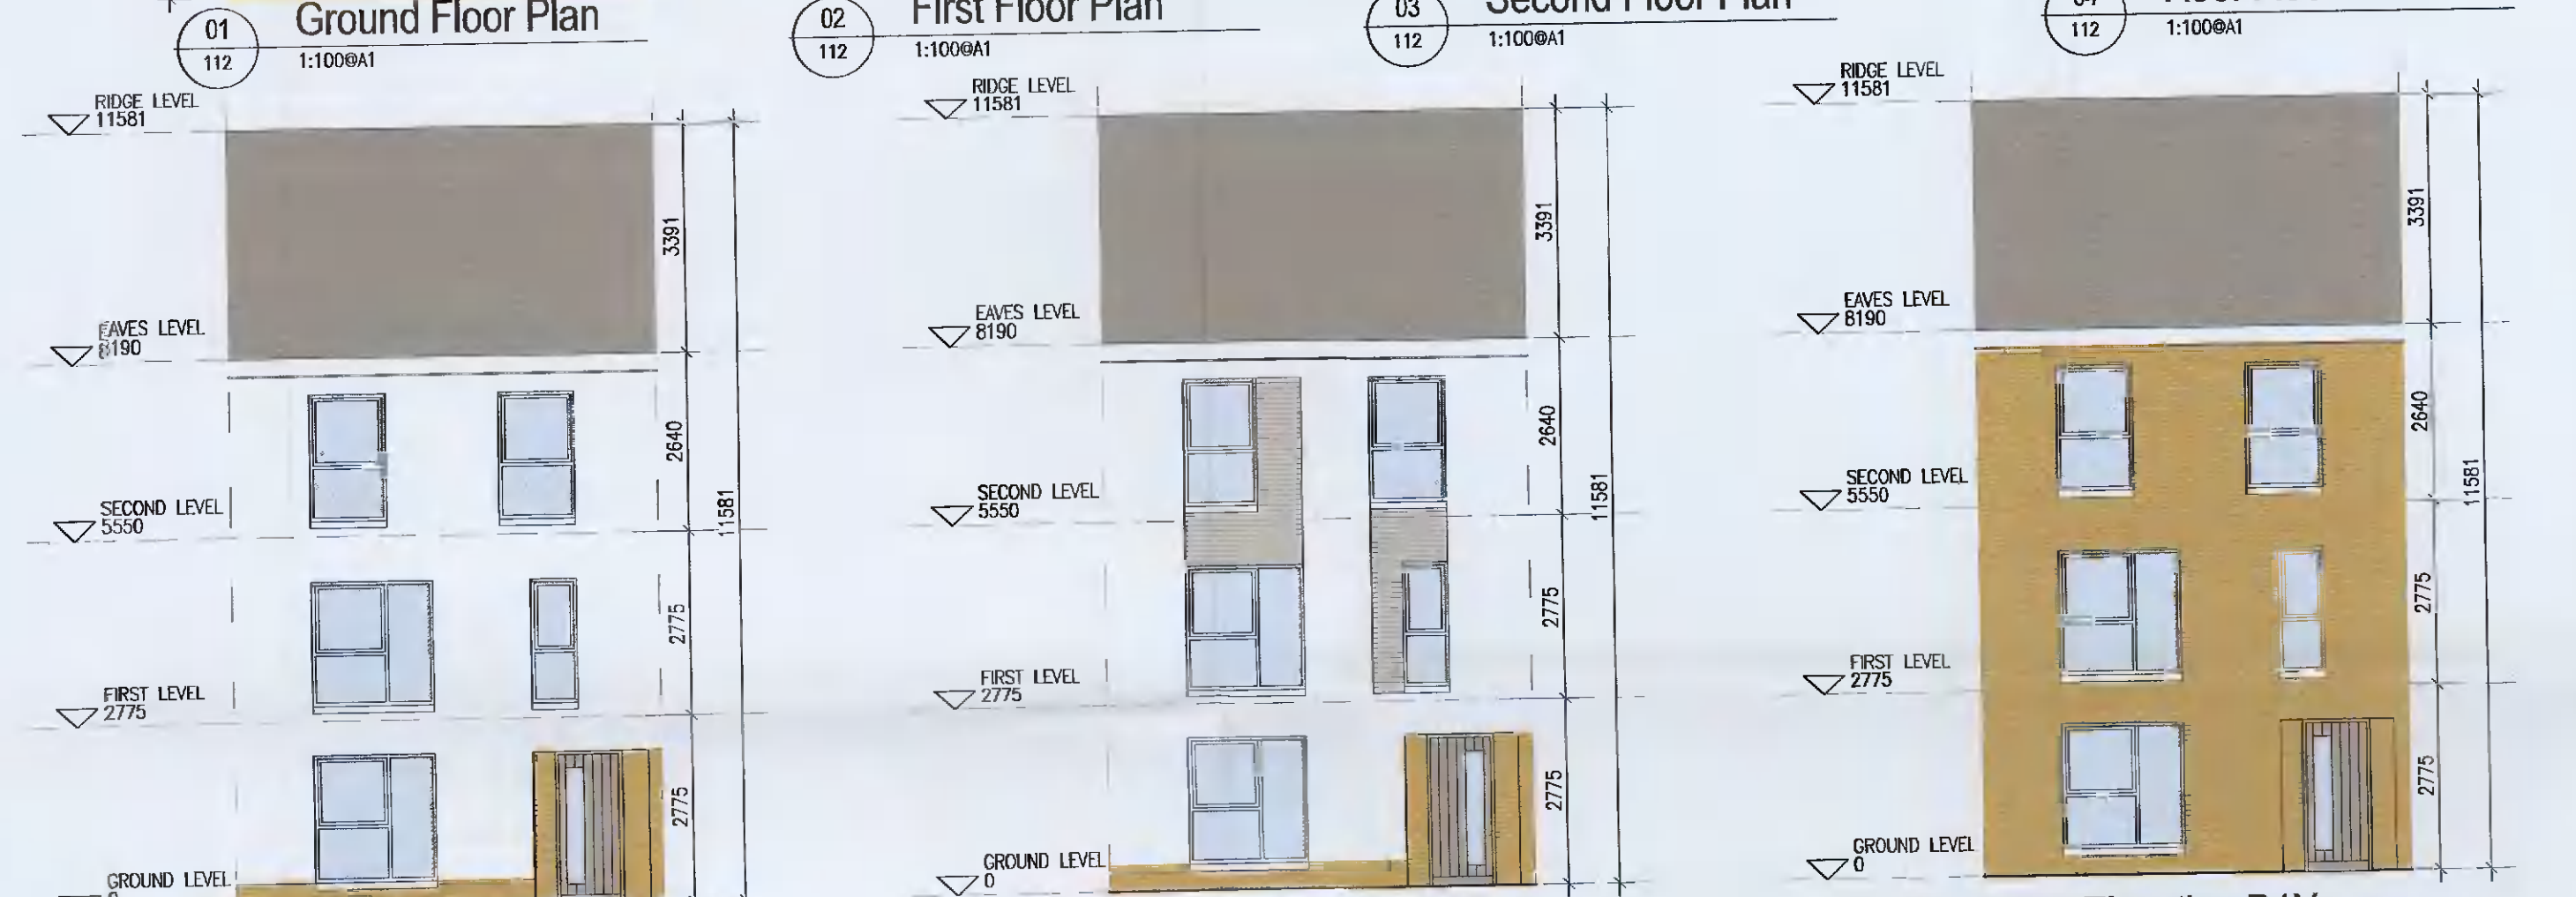 01
112
Ground Floor Plan
1:100@A1
02
112
First Floor Plan
1:100@A1
03
112
Second Floor Plan
1:100@A1
112
1:100@A1
RIDGE LEVEL
11581
EAVES LEVEL
8190
SECOND LEVEL
5550
FIRST LEVEL
2775
GROUND LEVEL
3391
2640
2775
2775
11581
RIDGE LEVEL
11581
EAVES LEVEL
8190
SECOND LEVEL
5550
FIRST LEVEL
2775
GROUND LEVEL
0
3391
2640
2775
2775
11581
RIDGE LEVEL
11581
EAVES LEVEL
8190
SECOND LEVEL
5550
FIRST LEVEL
2775
GROUND LEVEL
0
3391
2640
2775
2775
11581